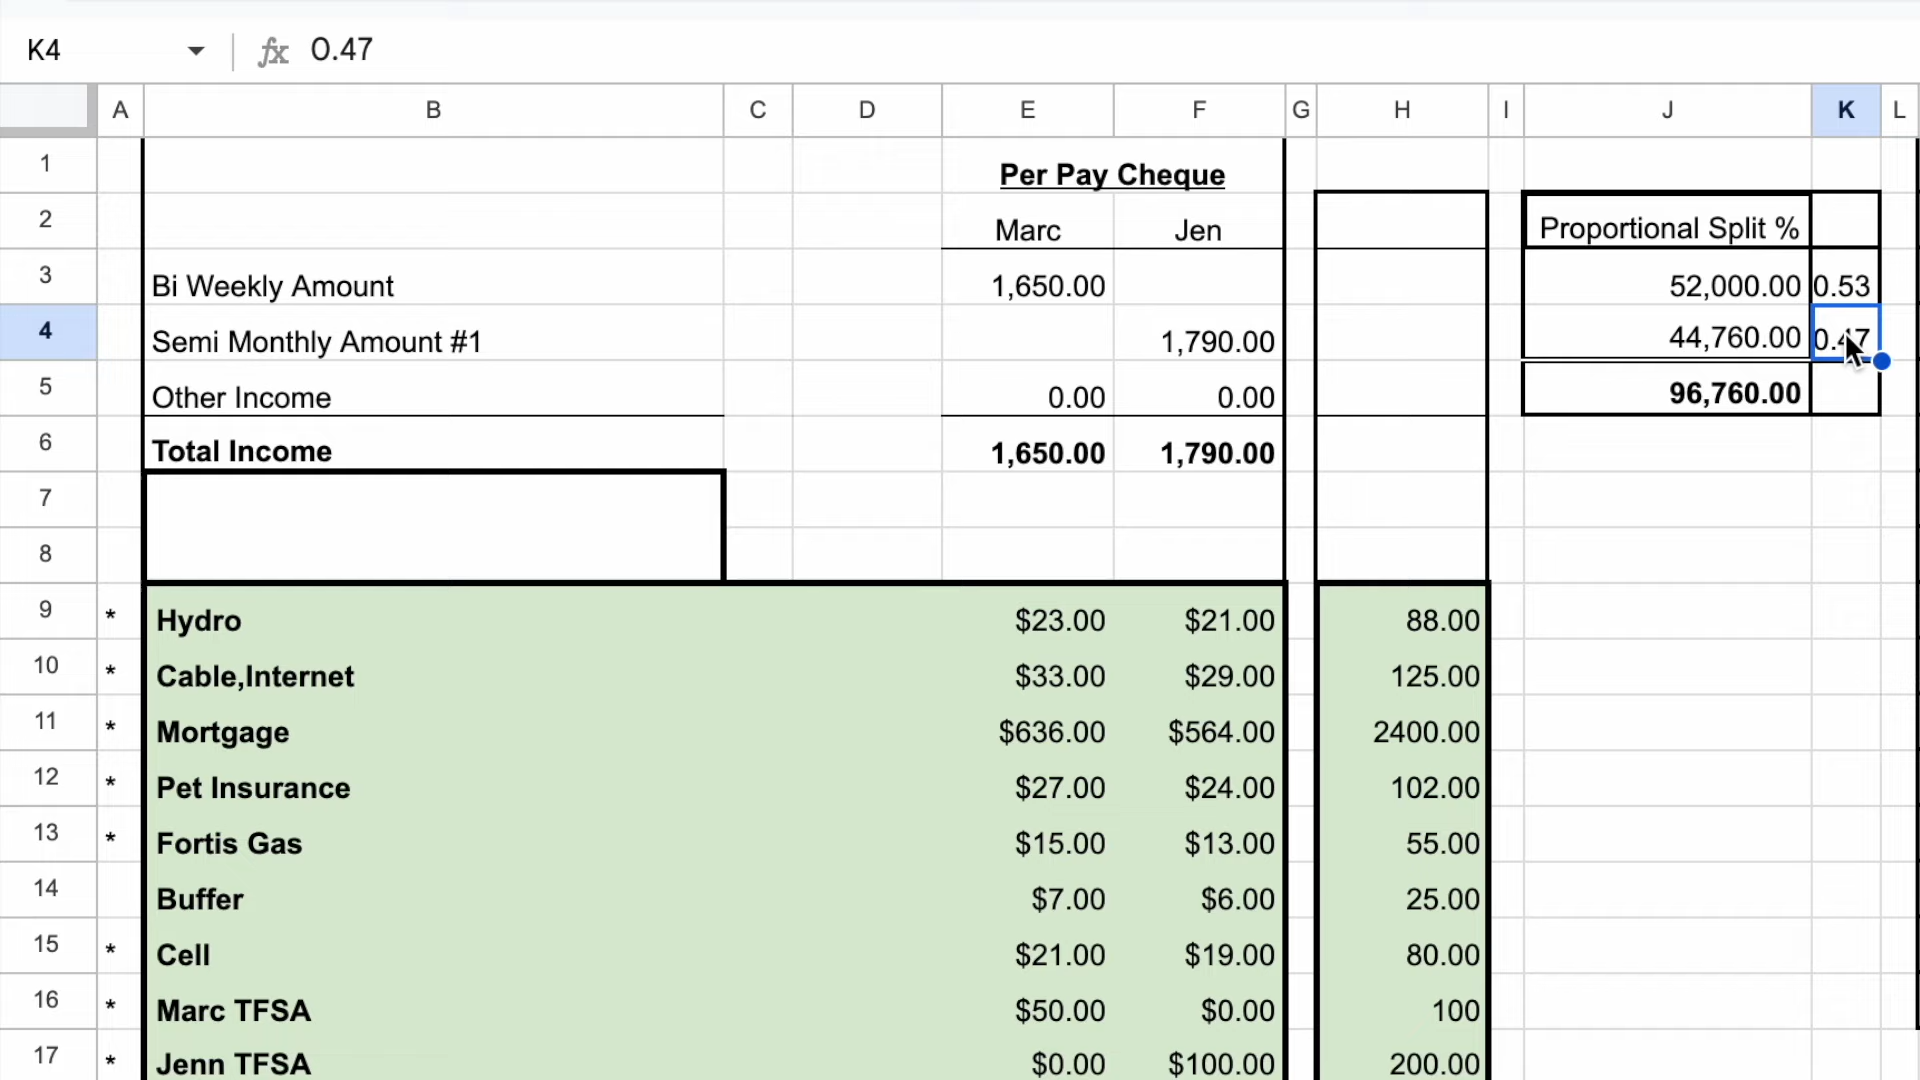 K4 fx 0.47
A B C D E F G H I J K L
1 Per Pay Cheque
2 Marc Jen Proportional Split %
3 Bi Weekly Amount 1,650.00 52,000.00 0.53
4 Semi Monthly Amount #1 1,790.00 44,760.00 0.47
5 Other Income 0.00 0.00 96,760.00
6 Total Income 1,650.00 1,790.00
7
8
9 * Hydro $23.00 $21.00 88.00
10 * Cable,Internet $33.00 $29.00 125.00
11 * Mortgage $636.00 $564.00 2400.00
12 * Pet Insurance $27.00 $24.00 102.00
13 * Fortis Gas $15.00 $13.00 55.00
14 Buffer $7.00 $6.00 25.00
15 * Cell $21.00 $19.00 80.00
16 * Marc TFSA $50.00 $0.00 100
17 * Jenn TFSA $0.00 $100.00 200.00